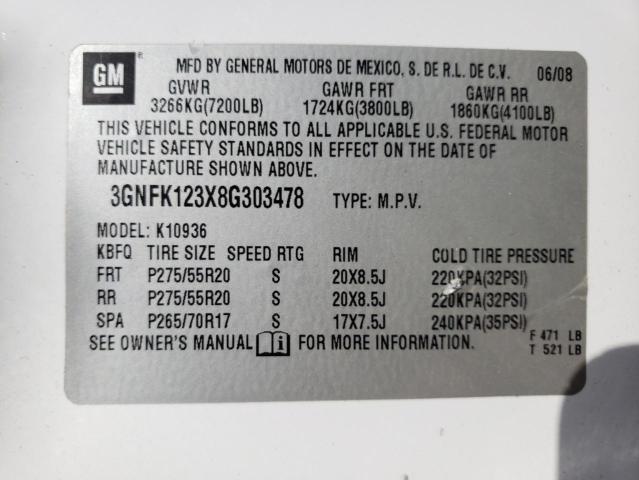 GM MFD BY GENERAL MOTORS DE MEXICO, S. DE R.L. DE C.V. 06/08
GVWR GAWR FRT GAWR RR
3266KG(7200LB) 1724KG(3800LB) 1860KG(4100LB)
THIS VEHICLE CONFORMS TO ALL APPLICABLE U.S. FEDERAL MOTOR
VEHICLE SAFETY STANDARDS IN EFFECT ON THE DATE OF
MANUFACTURE SHOWN ABOVE.
3GNFK123X8G303478 TYPE: M.P.V.
MODEL: K10936
KBFQ TIRE SIZE SPEED RTG RIM COLD TIRE PRESSURE
FRT P275/55R20 S 20X8.5J 220KPA(32PSI)
RR P275/55R20 S 20X8.5J 220KPA(32PSI)
SPA P265/70R17 S 17X7.5J 240KPA(35PSI)
SEE OWNER'S MANUAL i FOR MORE INFORMATION.
F 471 LB
T 521 LB